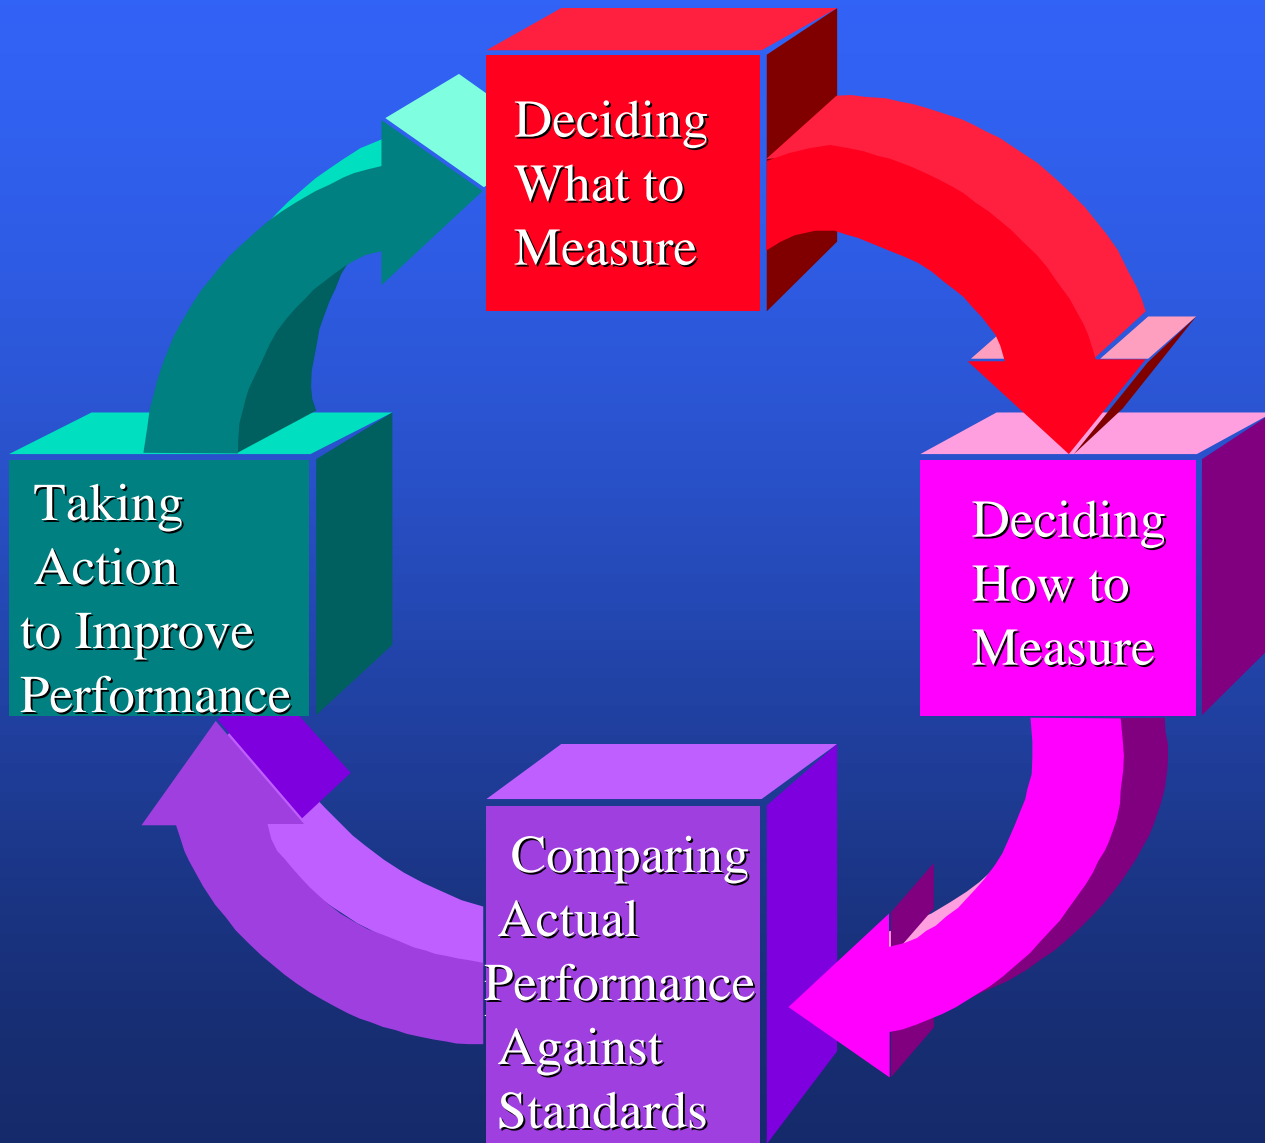 Deciding
What to
Measure
Deciding
How to
Measure
Comparing
Actual
Performance
Against
Standards
Taking
Action
to Improve
Performance